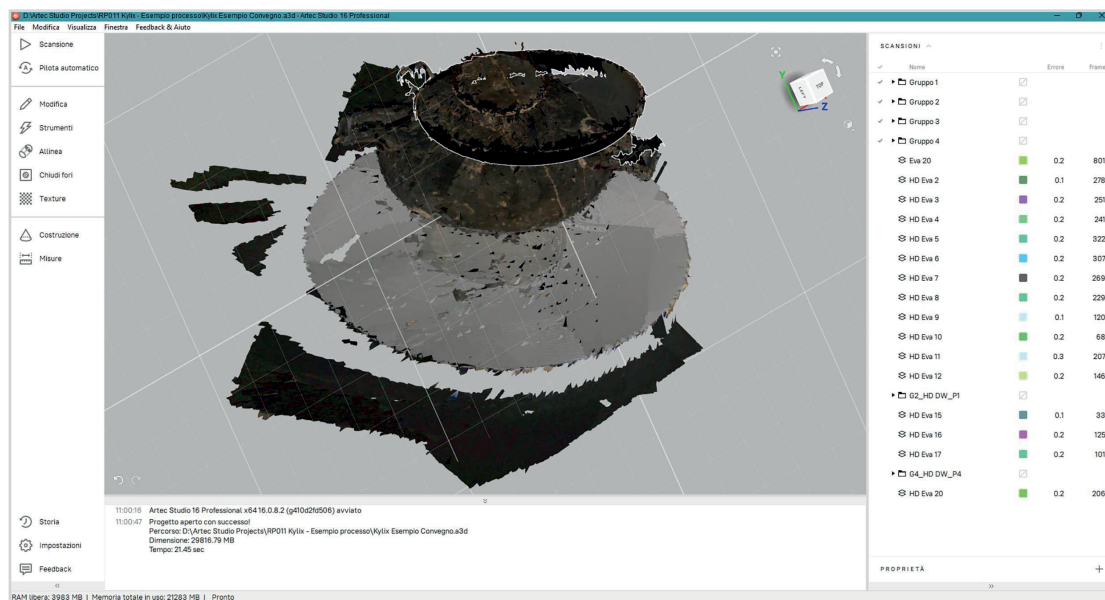 D:\Artec Studio Projects\RP011 Kylix - Esempio processo\Kylix Esempio Convegno.a3d - Artec Studio 16 Professional
File Modifica Visualizza Finestra Feedback & Aiuto
Scansione
Pilota automatico
Modifica
Strumenti
Allinea
Chiudi fori
Texture
Costruzione
Misure
Storia
Impostazioni
Feedback
Y
Z
LEFT
TOP
11:00:16 Artec Studio 16 Professional x64 16.0.8.2 (g410d2fd506) avviato
11:00:47 Progetto aperto con successo!
Percorso: D:\Artec Studio Projects\RP011 Kylix - Esempio processo\Kylix Esempio Convegno.a3d
Dimensione: 29816.79 MB
Tempo: 21.45 sec
SCANSIONI
Nome Errore Frame
Gruppo 1
Gruppo 2
Gruppo 3
Gruppo 4
Eva 20 0.2 801
HD Eva 2 0.1 278
HD Eva 3 0.2 251
HD Eva 4 0.2 241
HD Eva 5 0.2 322
HD Eva 6 0.2 307
HD Eva 7 0.2 269
HD Eva 8 0.2 229
HD Eva 9 0.1 120
HD Eva 10 0.2 68
HD Eva 11 0.3 207
HD Eva 12 0.2 146
G2_HD DW_P1
HD Eva 15 0.1 33
HD Eva 16 0.2 125
HD Eva 17 0.2 101
G4_HD DW_P4
HD Eva 20 0.2 206
PROPRIETÀ
RAM libera: 3983 MB | Memoria totale in uso: 21283 MB | Pronto